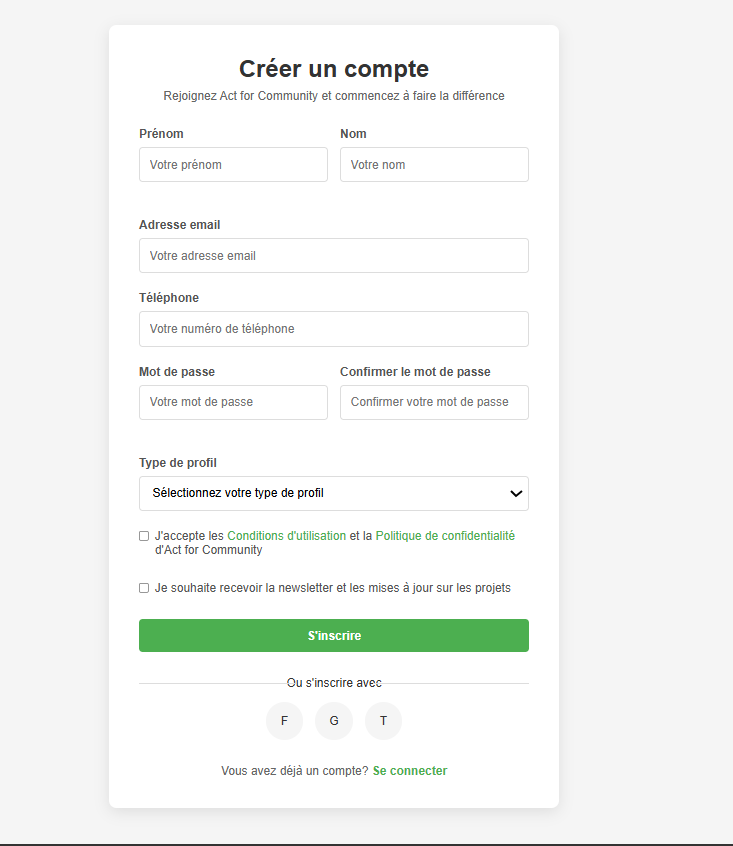 Créer un compte
Rejoignez Act for Community et commencez à faire la différence
Prénom
Nom
Votre prénom
Votre nom
Adresse email
Votre adresse email
Téléphone
Votre numéro de téléphone
Mot de passe
Confirmer le mot de passe
Votre mot de passe
Confirmer votre mot de passe
Type de profil
Sélectionnez votre type de profil
J'accepte les Conditions d'utilisation et la Politique de confidentialité
d'Act for Community
Je souhaite recevoir la newsletter et les mises à jour sur les projets
S'inscrire
Ou s'inscrire avec
F G T
Vous avez déjà un compte? Se connecter